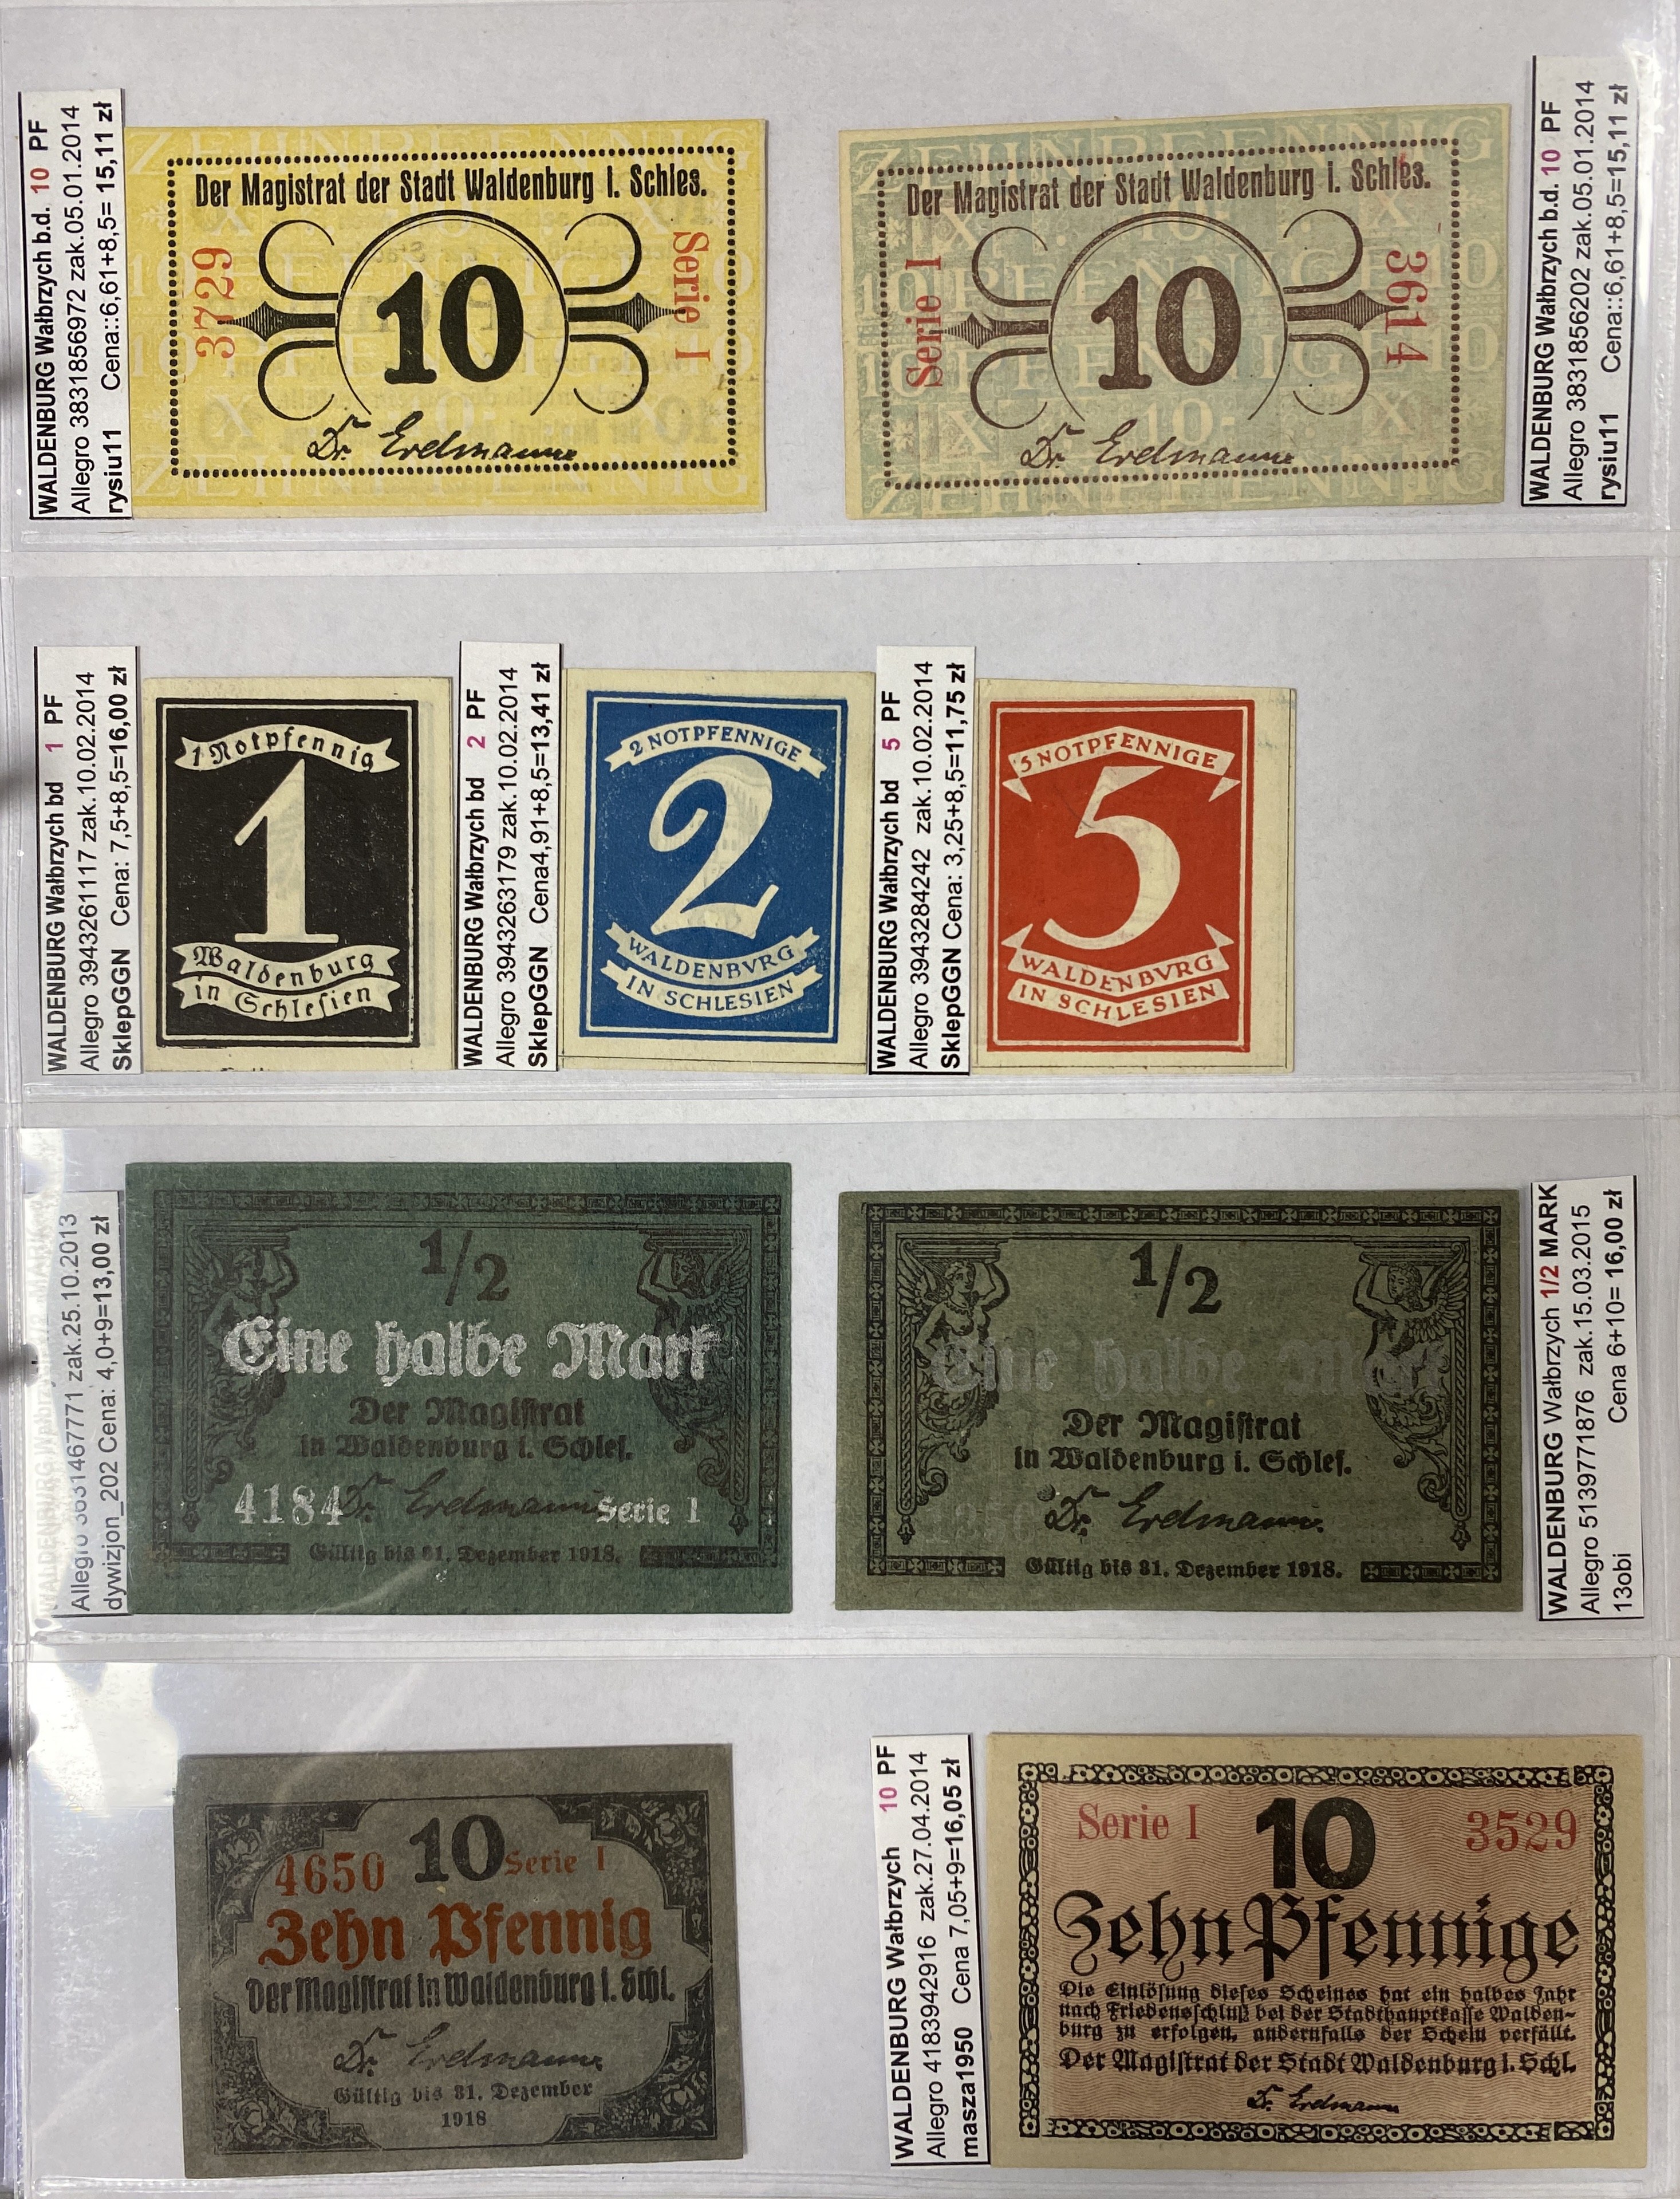 WALDENBURG Wałbrzych b.d. 10 PF
Allegro 3831856972 zak.05.01.2014
rysiu11 Cena::6,61+8,5= 15,11 zł
Der Magistrat der Stadt Waldenburg i. Schles.
3729
10
Serie I
Dr. Erdmann
Der Magistrat der Stadt Waldenburg i. Schles.
Serie I
10
3614
Dr. Erdmann
WALDENBURG Wałbrzych b.d. 10 PF
Allegro 3831856202 zak.05.01.2014
rysiu11 Cena::6,61+8,5=15,11 zł
WALDENBURG Wałbrzych bd 1 PF
Allegro 3943261117 zak.10.02.2014
SklepGGN Cena: 7,5+8,5=16,00 zł
1 Notpfennig
1
Waldenburg
in Schlesien
WALDENBURG Wałbrzych bd 2 PF
Allegro 3943263179 zak.10.02.2014
SklepGGN Cena4,91+8,5=13,41 zł
2 NOTPFENNIGE
2
WALDENBVRG
IN SCHLESIEN
WALDENBURG Wałbrzych bd 5 PF
Allegro 3943284242 zak.10.02.2014
SklepGGN Cena: 3,25+8,5=11,75 zł
5 NOTPFENNIGE
5
WALDENBVRG
IN SCHLESIEN
WALDENBURG Wałbrzych
Allegro 3631467771 zak.25.10.2013
dywizjon_202 Cena: 4,0+9=13,00 zł
1/2
Eine halbe Mark
Der Magistrat
in Waldenburg i. Schles.
4184 Dr. Erdmann Serie I
Gültig bis 31. Dezember 1918.
1/2
Eine halbe Mark
Der Magistrat
in Waldenburg i. Schles.
Dr. Erdmann
Gültig bis 31. Dezember 1918.
WALDENBURG Wałbrzych 1/2 MARK
Allegro 5139771876 zak.15.03.2015
13obi Cena 6+10= 16,00 zł
4650 10 Serie I
Zehn Pfennig
Der Magistrat in Waldenburg i. Schl.
Dr. Erdmann
Gültig bis 31. Dezember
1918
WALDENBURG Wałbrzych 10 PF
Allegro 4183942916 zak.27.04.2014
masza1950 Cena 7,05+9=16,05 zł
Serie I 10 3529
Zehn Pfennige
Die Einlösung dieses Scheines hat ein halbes Jahr
nach Friedensschluß bei der Stadthauptkasse Walden-
burg zu erfolgen, andernfalls der Schein verfällt.
Der Magistrat der Stadt Waldenburg i. Schl.
Dr. Erdmann